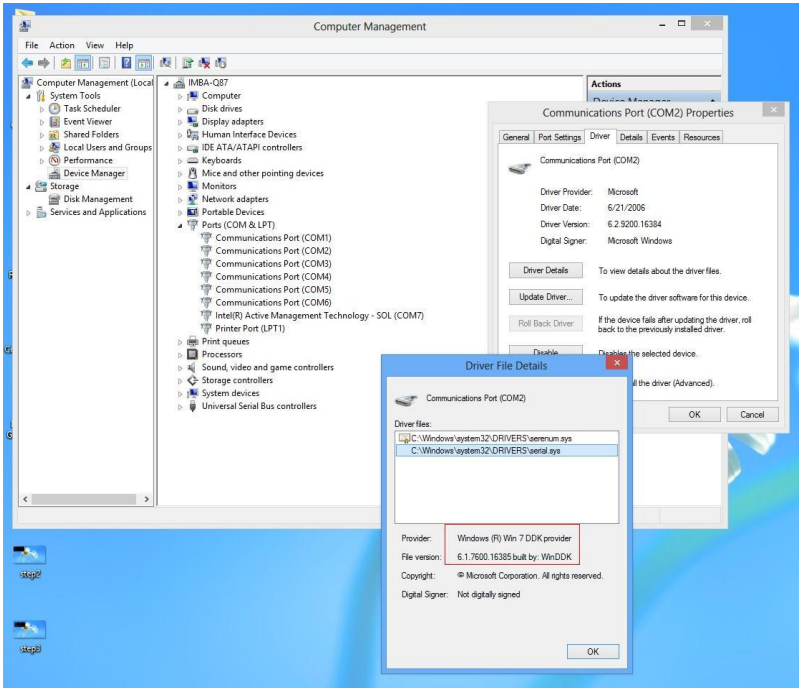 Computer Management
File Action View Help
Computer Management (Local
System Tools
Task Scheduler
Event Viewer
Shared Folders
Local Users and Groups
Performance
Device Manager
Storage
Disk Management
Services and Applications
IMBA-Q87
Computer
Disk drives
Display adapters
Human Interface Devices
IDE ATA/ATAPI controllers
Keyboards
Mice and other pointing devices
Monitors
Network adapters
Portable Devices
Ports (COM & LPT)
Communications Port (COM1)
Communications Port (COM2)
Communications Port (COM3)
Communications Port (COM4)
Communications Port (COM5)
Communications Port (COM6)
Intel(R) Active Management Technology - SOL (COM7)
Printer Port (LPT1)
Print queues
Processors
Sound, video and game controllers
Storage controllers
System devices
Universal Serial Bus controllers
Actions
Device Manager
Communications Port (COM2) Properties
General Port Settings Driver Details Events Resources
Communications Port (COM2)
Driver Provider: Microsoft
Driver Date: 6/21/2006
Driver Version: 6.2.9200.16384
Digital Signer: Microsoft Windows
Driver Details To view details about the driver files.
Update Driver... To update the driver software for this device.
Roll Back Driver If the device fails after updating the driver, roll
back to the previously installed driver.
Disable Disables the selected device.
all the driver (Advanced).
OK Cancel
Driver File Details
Communications Port (COM2)
Driver files:
C:\Windows\system32\DRIVERS\serenum.sys
C:\Windows\system32\DRIVERS\serial.sys
Provider: Windows (R) Win 7 DDK provider
File version: 6.1.7600.16385 built by: WinDDK
Copyright: © Microsoft Corporation. All rights reserved.
Digital Signer: Not digitally signed
OK
step2
step3